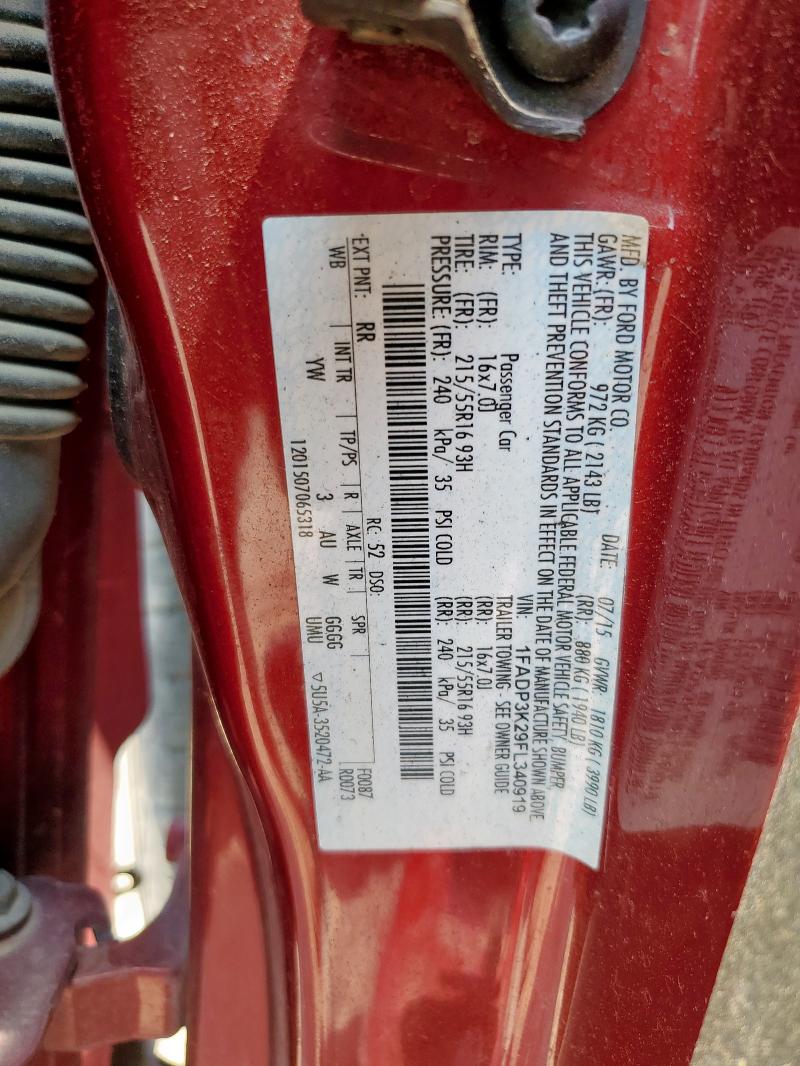 MFD. BY FORD MOTOR CO.
DATE: 07/15 GVWR: 1810 KG (3990 LB)
GAWR: (FR): 972 KG (2143 LB) (RR): 880 KG (1940 LB)
THIS VEHICLE CONFORMS TO ALL APPLICABLE FEDERAL MOTOR VEHICLE SAFETY, BUMPER
AND THEFT PREVENTION STANDARDS IN EFFECT ON THE DATE OF MANUFACTURE SHOWN ABOVE
VIN: 1FADP3K29FL340919
TYPE: Passenger Car TRAILER TOWING - SEE OWNER GUIDE
RIM: (FR): 16x7.0J (RR): 16x7.0J
TIRE: (FR): 215/55R16 93H (RR): 215/55R16 93H
PRESSURE: (FR): 240 kPa/ 35 PSI COLD (RR): 240 kPa/ 35 PSI COLD
EXT PNT: RR RC: 52 DSO: F0087
WB INT TR TP/PS R AXLE TR SPR R0073
YW 3 AU W GGGG
1201507065318 UMU ▽5U5A-3520472-AA